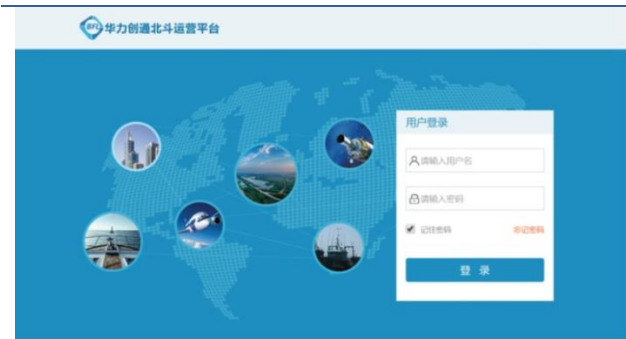 BFL 华力创通北斗运营平台
用户登录
请输入用户名
请输入密码
记住密码 忘记密码
登 录